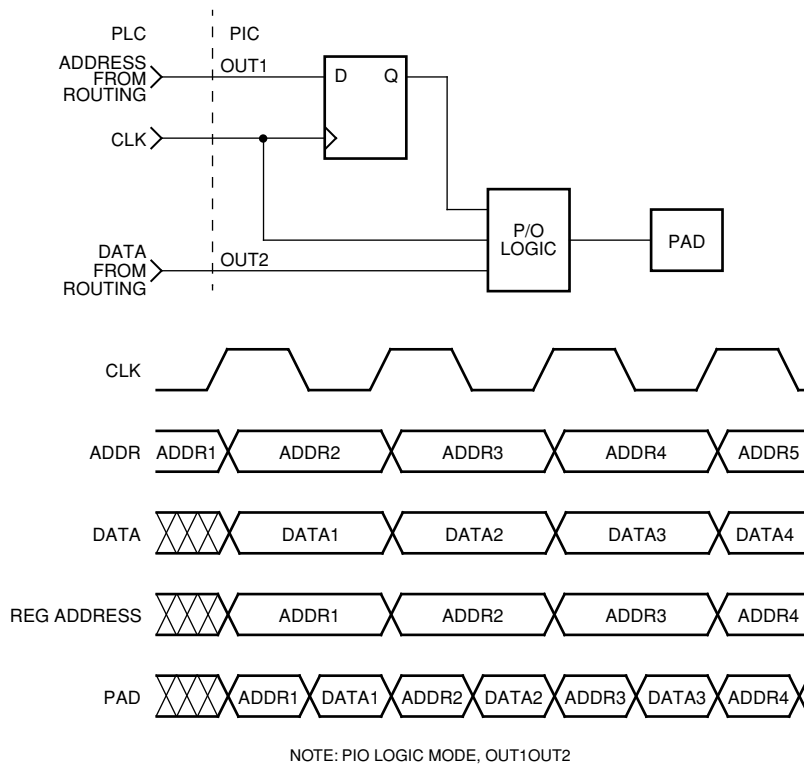 PLC PIC
ADDRESS
FROM
ROUTING
OUT1
D Q
CLK
P/O
LOGIC
PAD
DATA
FROM
ROUTING
OUT2
CLK
ADDR ADDR1 ADDR2 ADDR3 ADDR4 ADDR5
DATA DATA1 DATA2 DATA3 DATA4
REG ADDRESS ADDR1 ADDR2 ADDR3 ADDR4
PAD ADDR1 DATA1 ADDR2 DATA2 ADDR3 DATA3 ADDR4
NOTE: PIO LOGIC MODE, OUT1OUT2